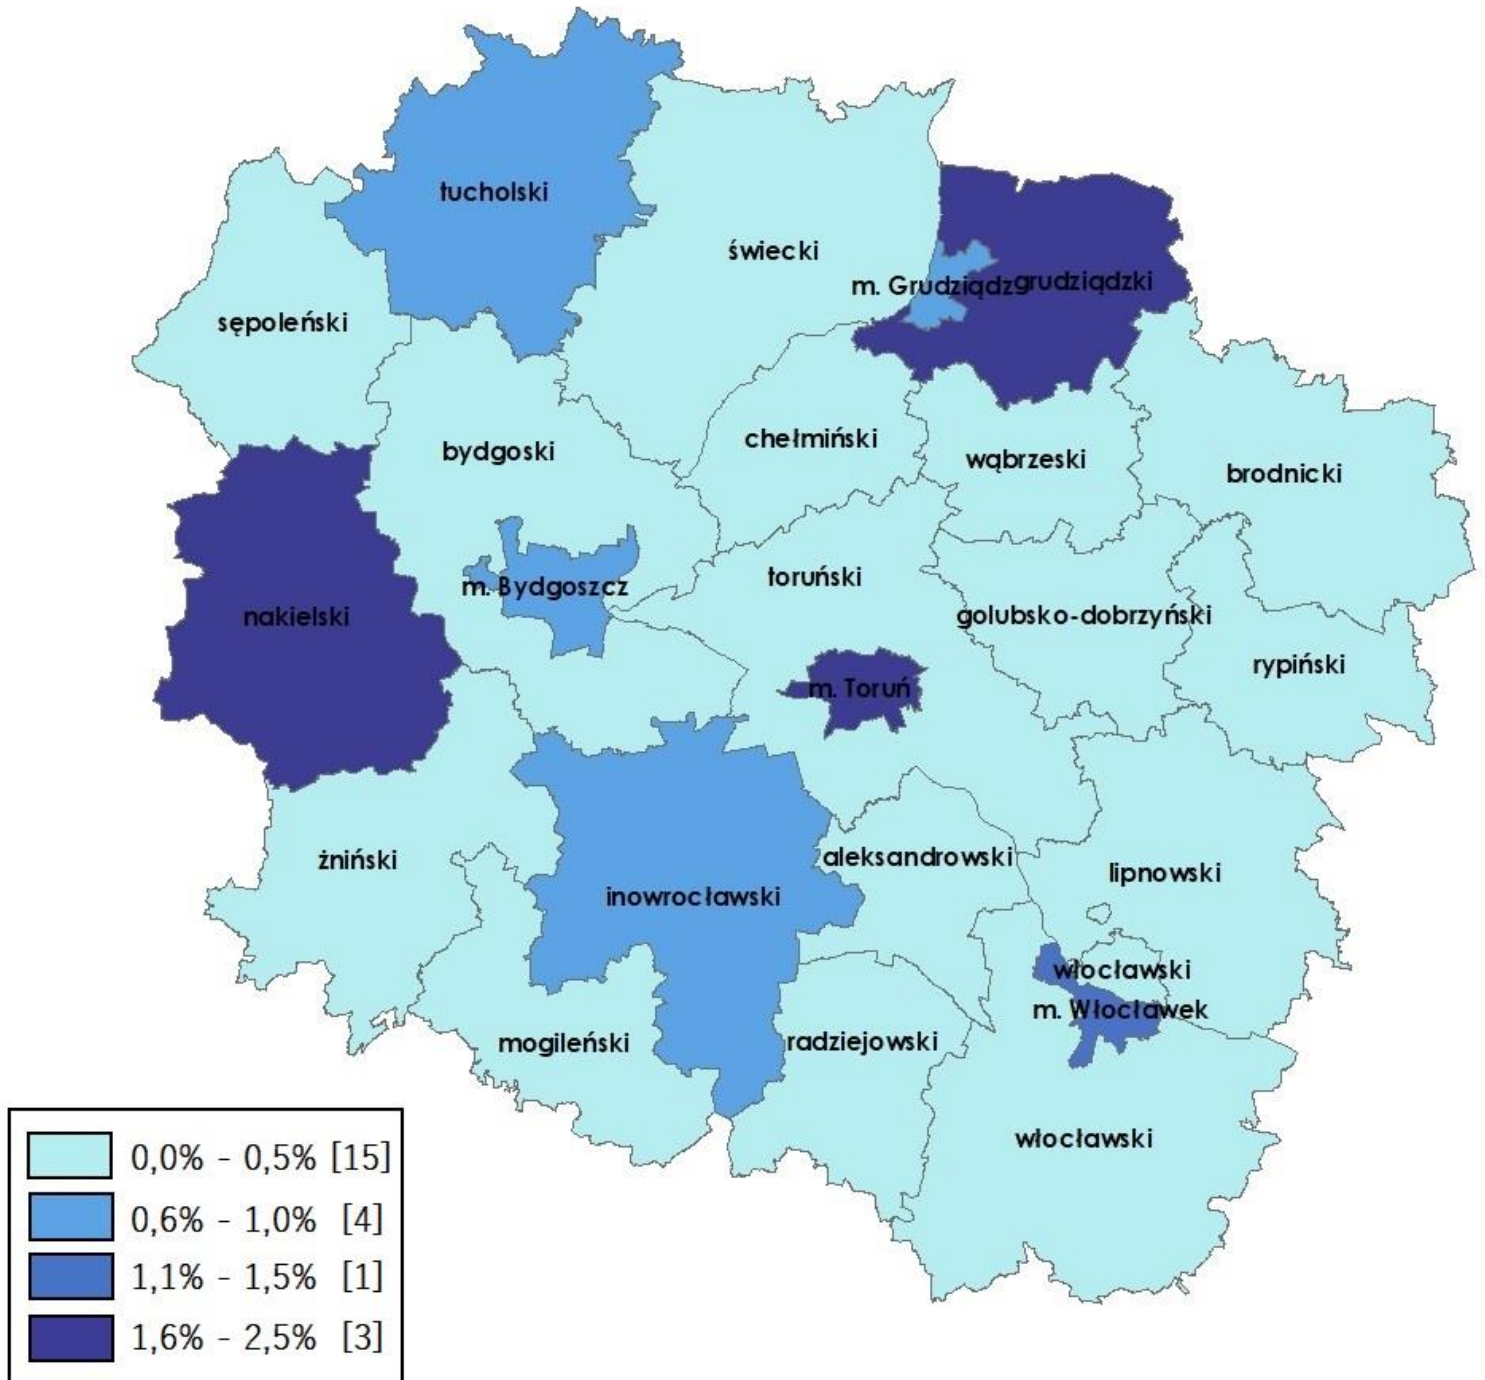 tucholski
świecki
m. Grudziądz
grudziądzki
sępoleński
chełmiński
bydgoski
wąbrzeski
brodnicki
toruński
m. Bydgoszcz
nakielski
golubsko-dobrzyński
rypiński
m. Toruń
żniński
aleksandrowski
lipnowski
inowrocławski
włocławski
m. Włocławek
mogileński
radziejowski
włocławski
0,0% - 0,5% [15]
0,6% - 1,0% [4]
1,1% - 1,5% [1]
1,6% - 2,5% [3]